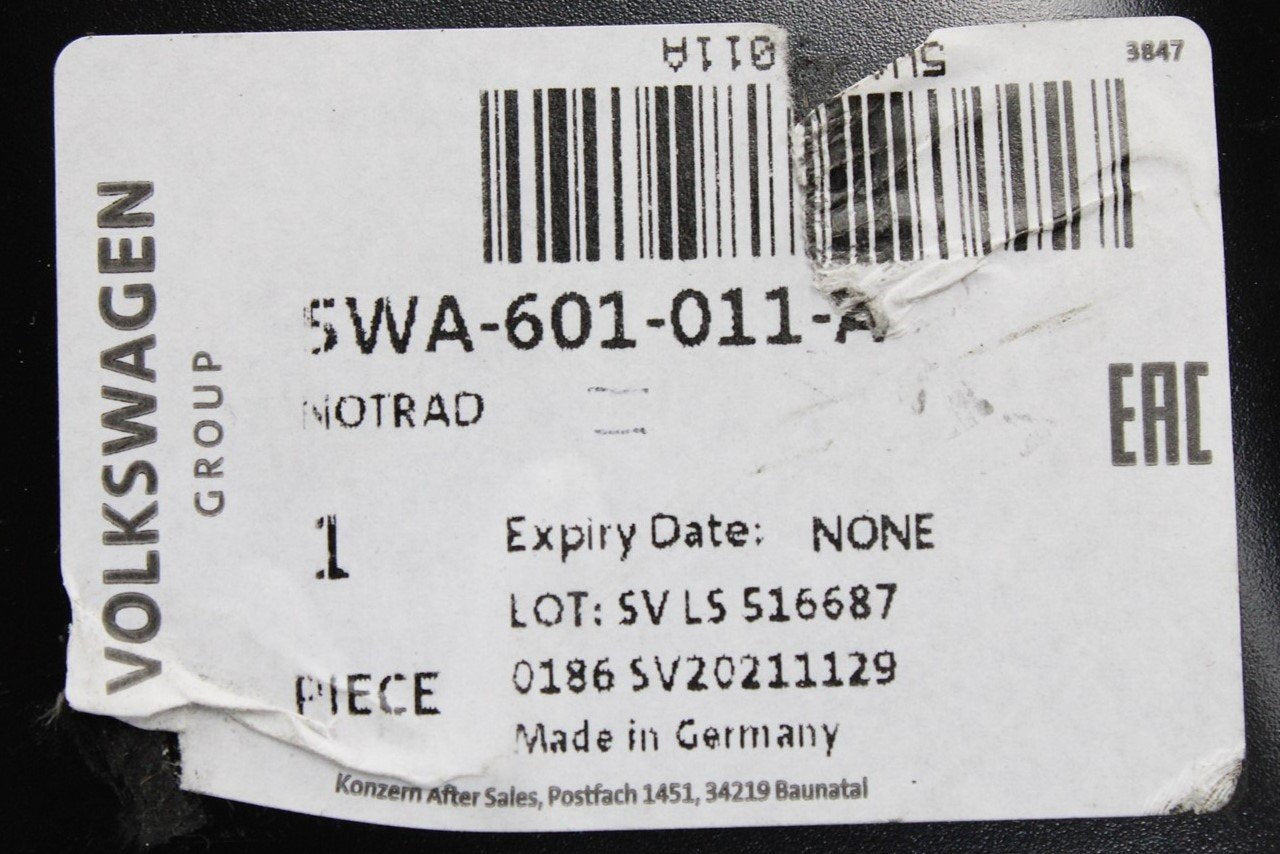 3847
VOLKSWAGEN
GROUP
5WA-601-011-A
NOTRAD
EAC
1
PIECE
Expiry Date: NONE
LOT: SV LS 516687
0186 SV20211129
Made in Germany
Konzern After Sales, Postfach 1451, 34219 Baunatal
011A